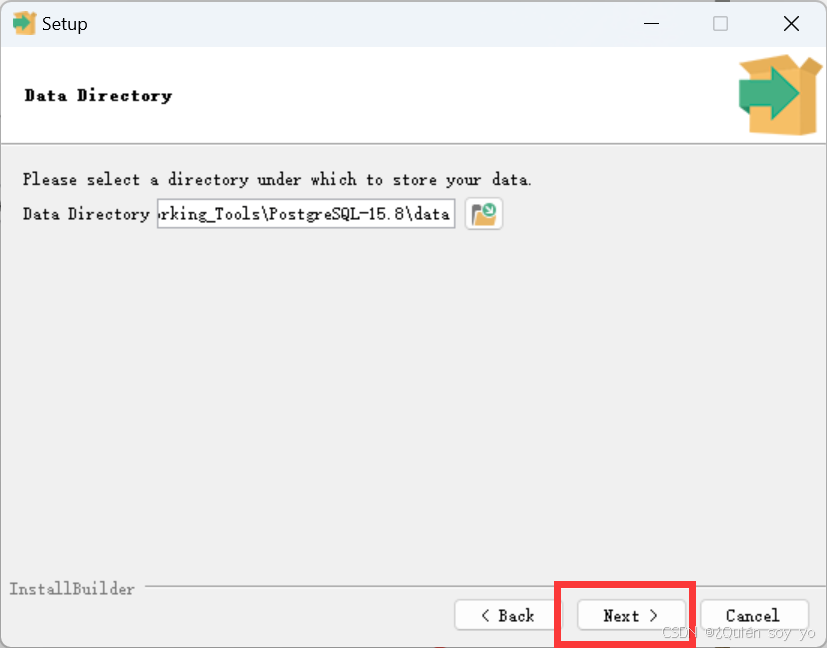 Setup
Data Directory
Please select a directory under which to store your data.
Data Directory rking_Tools\PostgreSQL-15.8\data
InstallBuilder
< Back Next > Cancel
CSDN @¿Quién soy yo